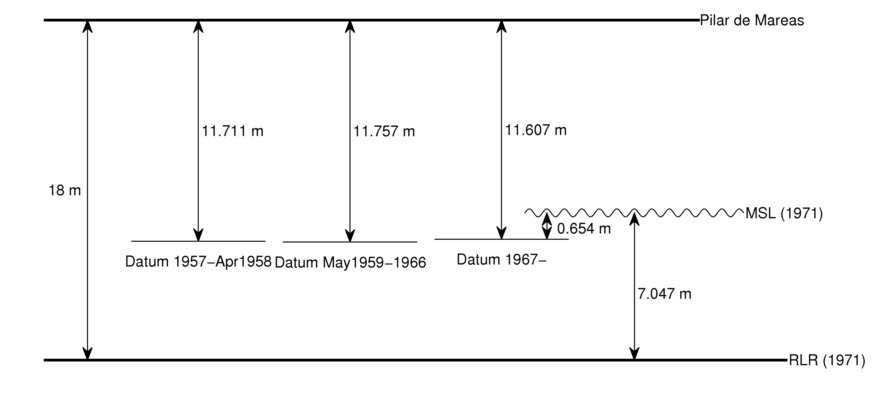 Pilar de Mareas
11.711 m
11.757 m
11.607 m
18 m
MSL (1971)
0.654 m
Datum 1957–Apr1958
Datum May1959–1966
Datum 1967–
7.047 m
RLR (1971)